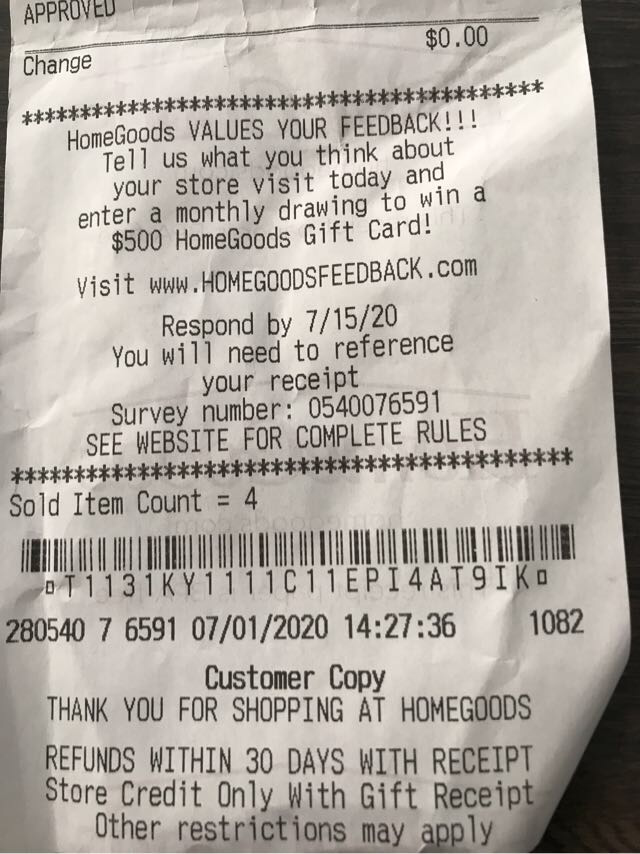 APPROVED
Change $0.00
*********************************************
HomeGoods VALUES YOUR FEEDBACK!!!
Tell us what you think about
your store visit today and
enter a monthly drawing to win a
$500 HomeGoods Gift Card!
Visit www.HOMEGOODSFEEDBACK.com
Respond by 7/15/20
You will need to reference
your receipt
Survey number: 0540076591
SEE WEBSITE FOR COMPLETE RULES
*********************************************
Sold Item Count = 4
¤T1131KY1111C11EPI4AT9IK¤
280540 7 6591 07/01/2020 14:27:36 1082
Customer Copy
THANK YOU FOR SHOPPING AT HOMEGOODS
REFUNDS WITHIN 30 DAYS WITH RECEIPT
Store Credit Only With Gift Receipt
Other restrictions may apply